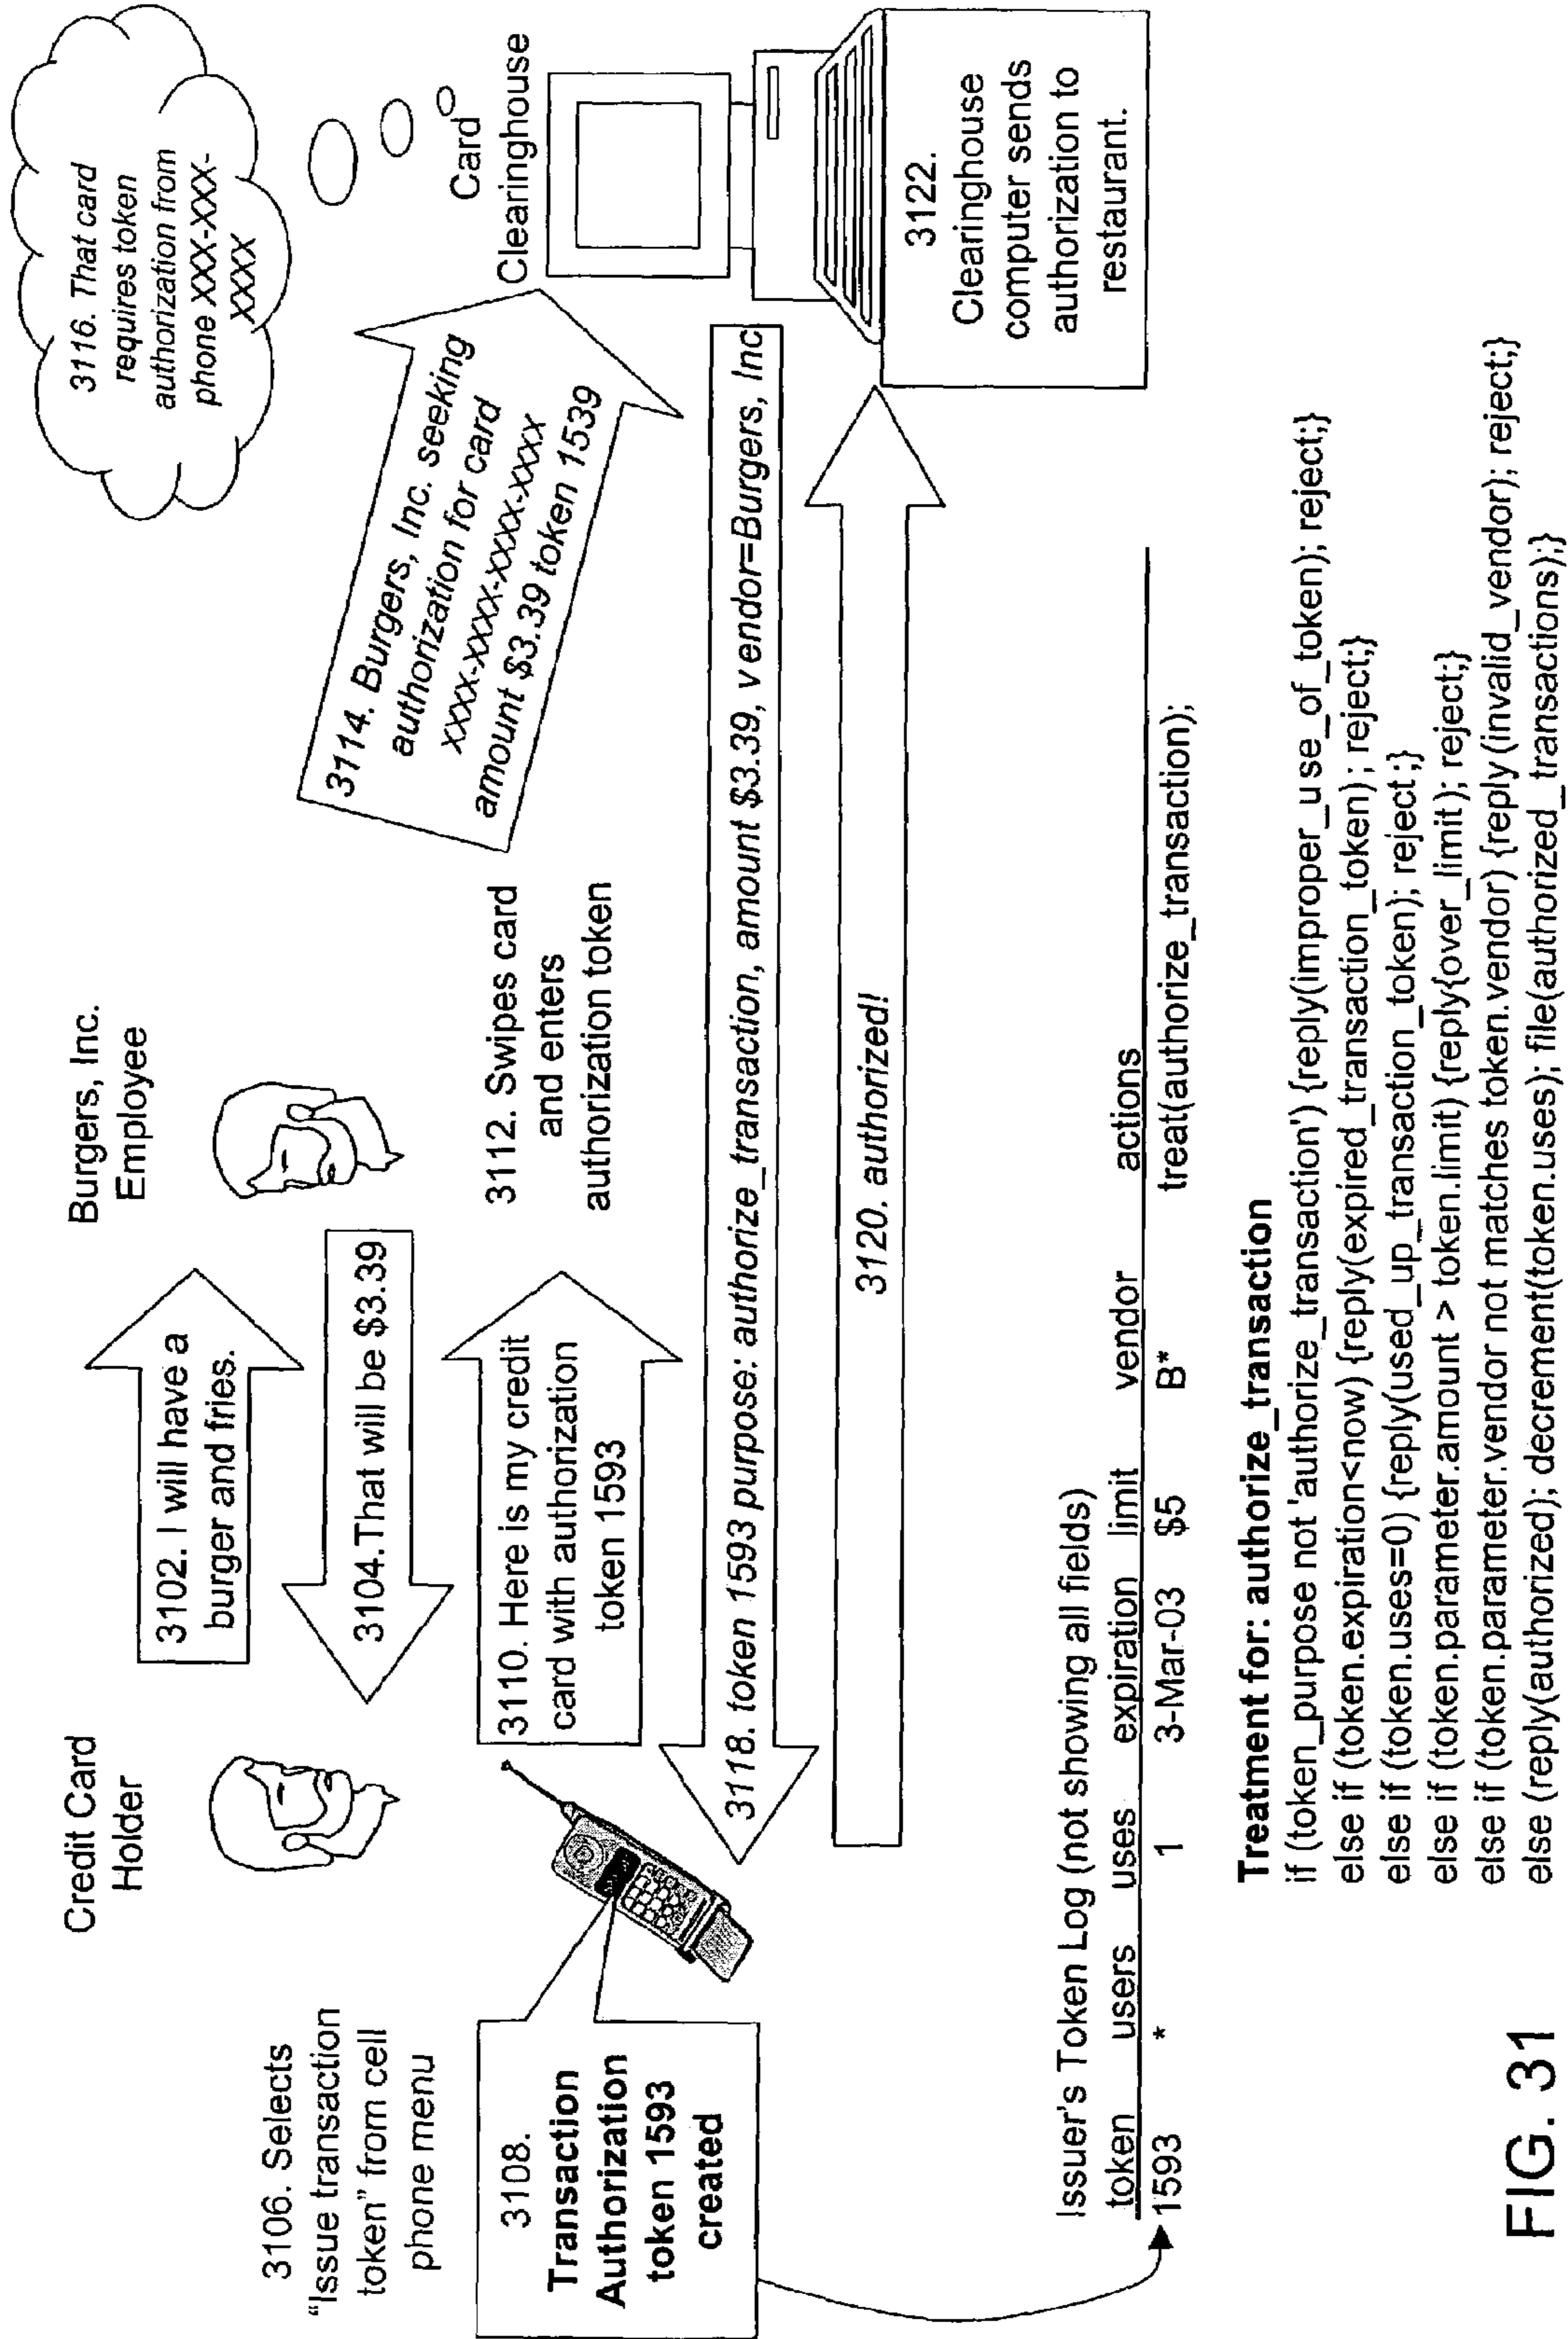 Credit Card
Holder
Burgers, Inc.
Employee
3102. I will have a
burger and fries.
3104.That will be $3.39
3106. Selects
"Issue transaction
token" from cell
phone menu
3108.
Transaction
Authorization
token 1593
created
3110. Here is my credit
card with authorization
token 1593
3112. Swipes card
and enters
authorization token
3114. Burgers, Inc. seeking
authorization for card
xxxx-xxxx-xxxx-xxxx
amount $3.39 token 1539
3116. That card
requires token
authorization from
phone XXX-XXX-
XXXX
Card
Clearinghouse
3118. token 1593 purpose: authorize_transaction, amount $3.39, vendor=Burgers, Inc
3120. authorized!
3122.
Clearinghouse
computer sends
authorization to
restaurant.
Issuer's Token Log (not showing all fields)
token users uses expiration limit vendor actions
1593 * 1 3-Mar-03 $5 B* treat(authorize_transaction);
Treatment for: authorize_transaction
if (token_purpose not 'authorize_transaction') {reply(improper_use_of_token); reject;}
else if (token.expiration<now) {reply(expired_transaction_token); reject;}
else if (token.uses=0) {reply(used_up_transaction_token); reject;}
else if (token.parameter.amount > token.limit) {reply{over_limit); reject;}
else if (token.parameter.vendor not matches token.vendor) {reply(invalid_vendor); reject;}
else (reply(authorized); decrement(token.uses); file(authorized_transactions);}
FIG. 31